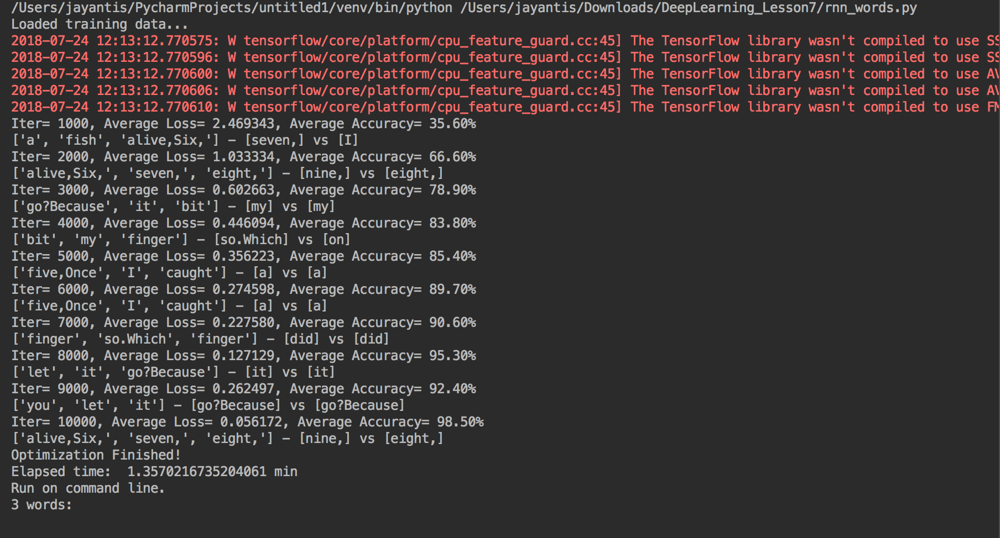 /Users/jayantis/PycharmProjects/untitled1/venv/bin/python /Users/jayantis/Downloads/DeepLearning_Lesson7/rnn_words.py
Loaded training data...
2018-07-24 12:13:12.770575: W tensorflow/core/platform/cpu_feature_guard.cc:45] The TensorFlow library wasn't compiled to use SS
2018-07-24 12:13:12.770596: W tensorflow/core/platform/cpu_feature_guard.cc:45] The TensorFlow library wasn't compiled to use SS
2018-07-24 12:13:12.770600: W tensorflow/core/platform/cpu_feature_guard.cc:45] The TensorFlow library wasn't compiled to use AV
2018-07-24 12:13:12.770606: W tensorflow/core/platform/cpu_feature_guard.cc:45] The TensorFlow library wasn't compiled to use AV
2018-07-24 12:13:12.770610: W tensorflow/core/platform/cpu_feature_guard.cc:45] The TensorFlow library wasn't compiled to use FM
Iter= 1000, Average Loss= 2.469343, Average Accuracy= 35.60%
['a', 'fish', 'alive,Six,'] - [seven,] vs [I]
Iter= 2000, Average Loss= 1.033334, Average Accuracy= 66.60%
['alive,Six,', 'seven,', 'eight,'] - [nine,] vs [eight,]
Iter= 3000, Average Loss= 0.602663, Average Accuracy= 78.90%
['go?Because', 'it', 'bit'] - [my] vs [my]
Iter= 4000, Average Loss= 0.446094, Average Accuracy= 83.80%
['bit', 'my', 'finger'] - [so.Which] vs [on]
Iter= 5000, Average Loss= 0.356223, Average Accuracy= 85.40%
['five,Once', 'I', 'caught'] - [a] vs [a]
Iter= 6000, Average Loss= 0.274598, Average Accuracy= 89.70%
['five,Once', 'I', 'caught'] - [a] vs [a]
Iter= 7000, Average Loss= 0.227580, Average Accuracy= 90.60%
['finger', 'so.Which', 'finger'] - [did] vs [did]
Iter= 8000, Average Loss= 0.127129, Average Accuracy= 95.30%
['let', 'it', 'go?Because'] - [it] vs [it]
Iter= 9000, Average Loss= 0.262497, Average Accuracy= 92.40%
['you', 'let', 'it'] - [go?Because] vs [go?Because]
Iter= 10000, Average Loss= 0.056172, Average Accuracy= 98.50%
['alive,Six,', 'seven,', 'eight,'] - [nine,] vs [eight,]
Optimization Finished!
Elapsed time:  1.3570216735204061 min
Run on command line.
3 words: